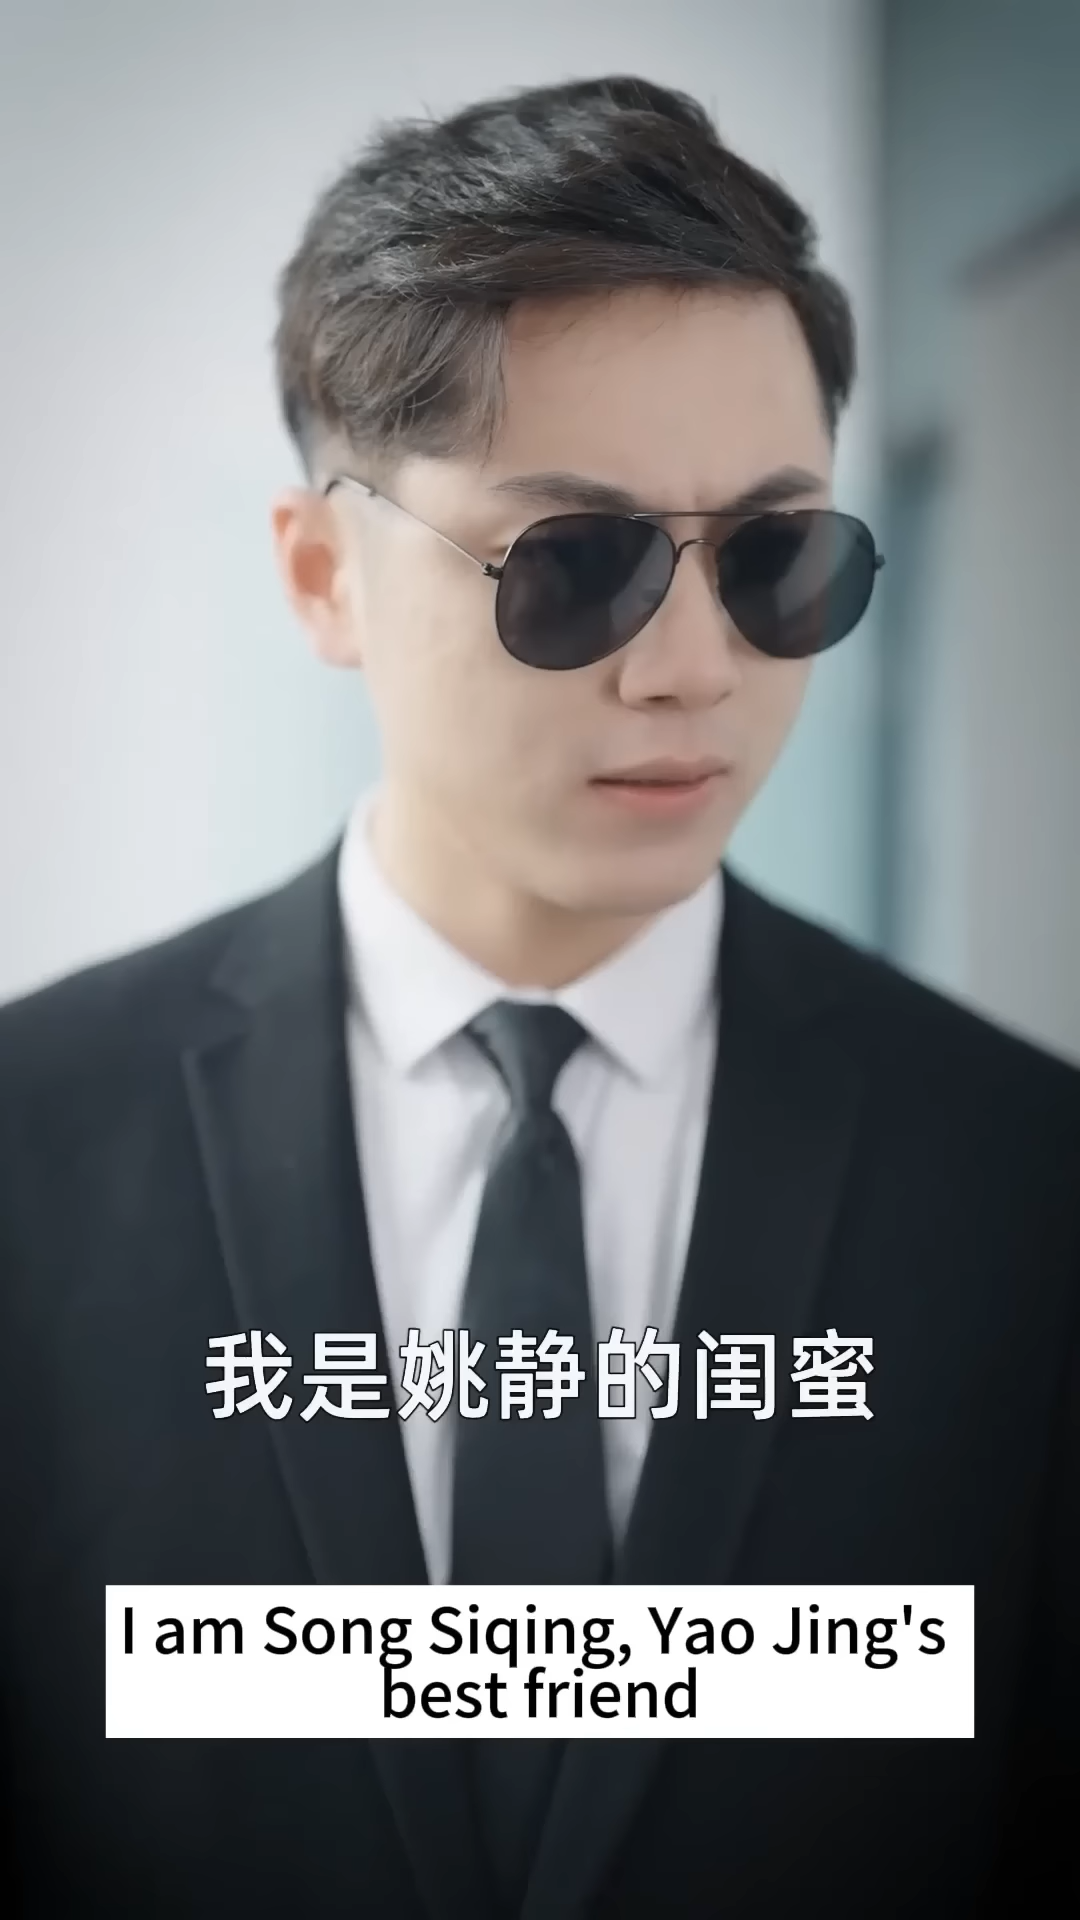 我是姚静的闺蜜
I am Song Siqing, Yao Jing's
best friend